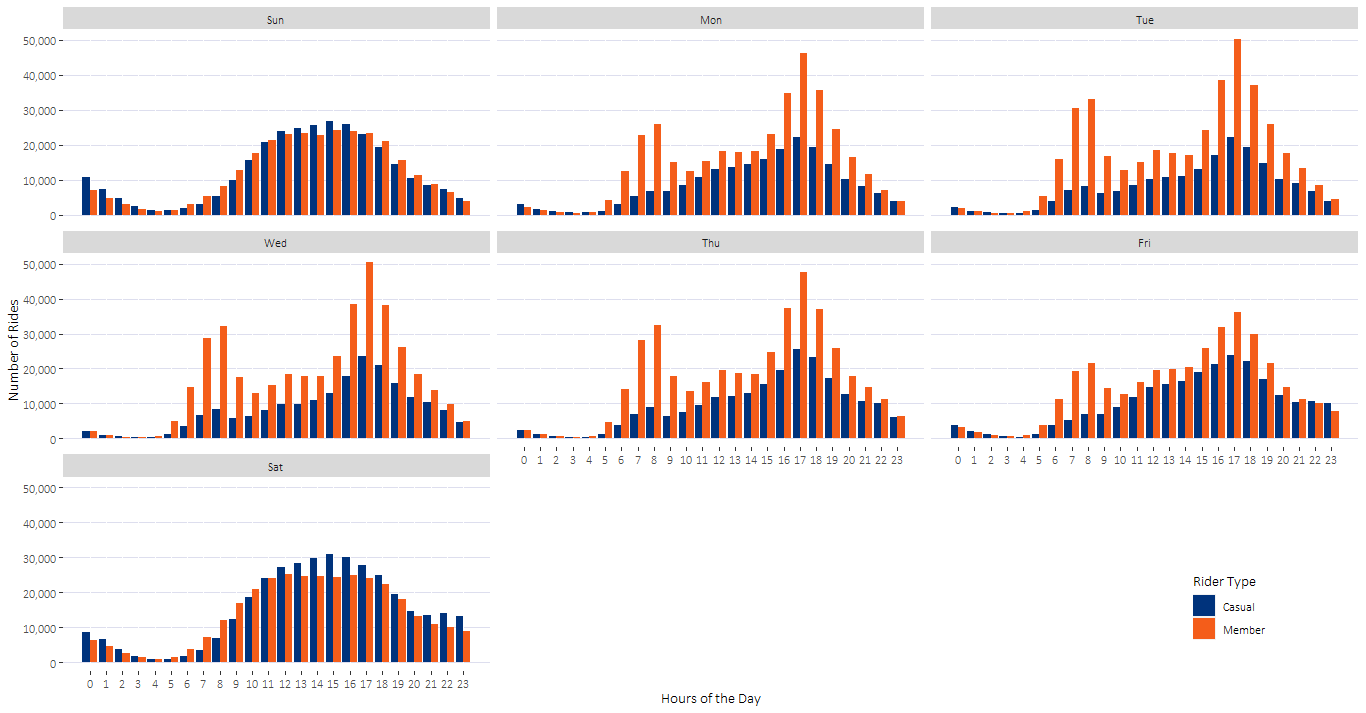 Sun Mon Tue
50,000
40,000
30,000
20,000
10,000
0
Wed Thu Fri
50,000
40,000
30,000
20,000
10,000
0
0 1 2 3 4 5 6 7 8 9 10 11 12 13 14 15 16 17 18 19 20 21 22 23
0 1 2 3 4 5 6 7 8 9 10 11 12 13 14 15 16 17 18 19 20 21 22 23
Sat
50,000
40,000
30,000
20,000
10,000
0
0 1 2 3 4 5 6 7 8 9 10 11 12 13 14 15 16 17 18 19 20 21 22 23
Number of Rides
Hours of the Day
Rider Type
Casual
Member